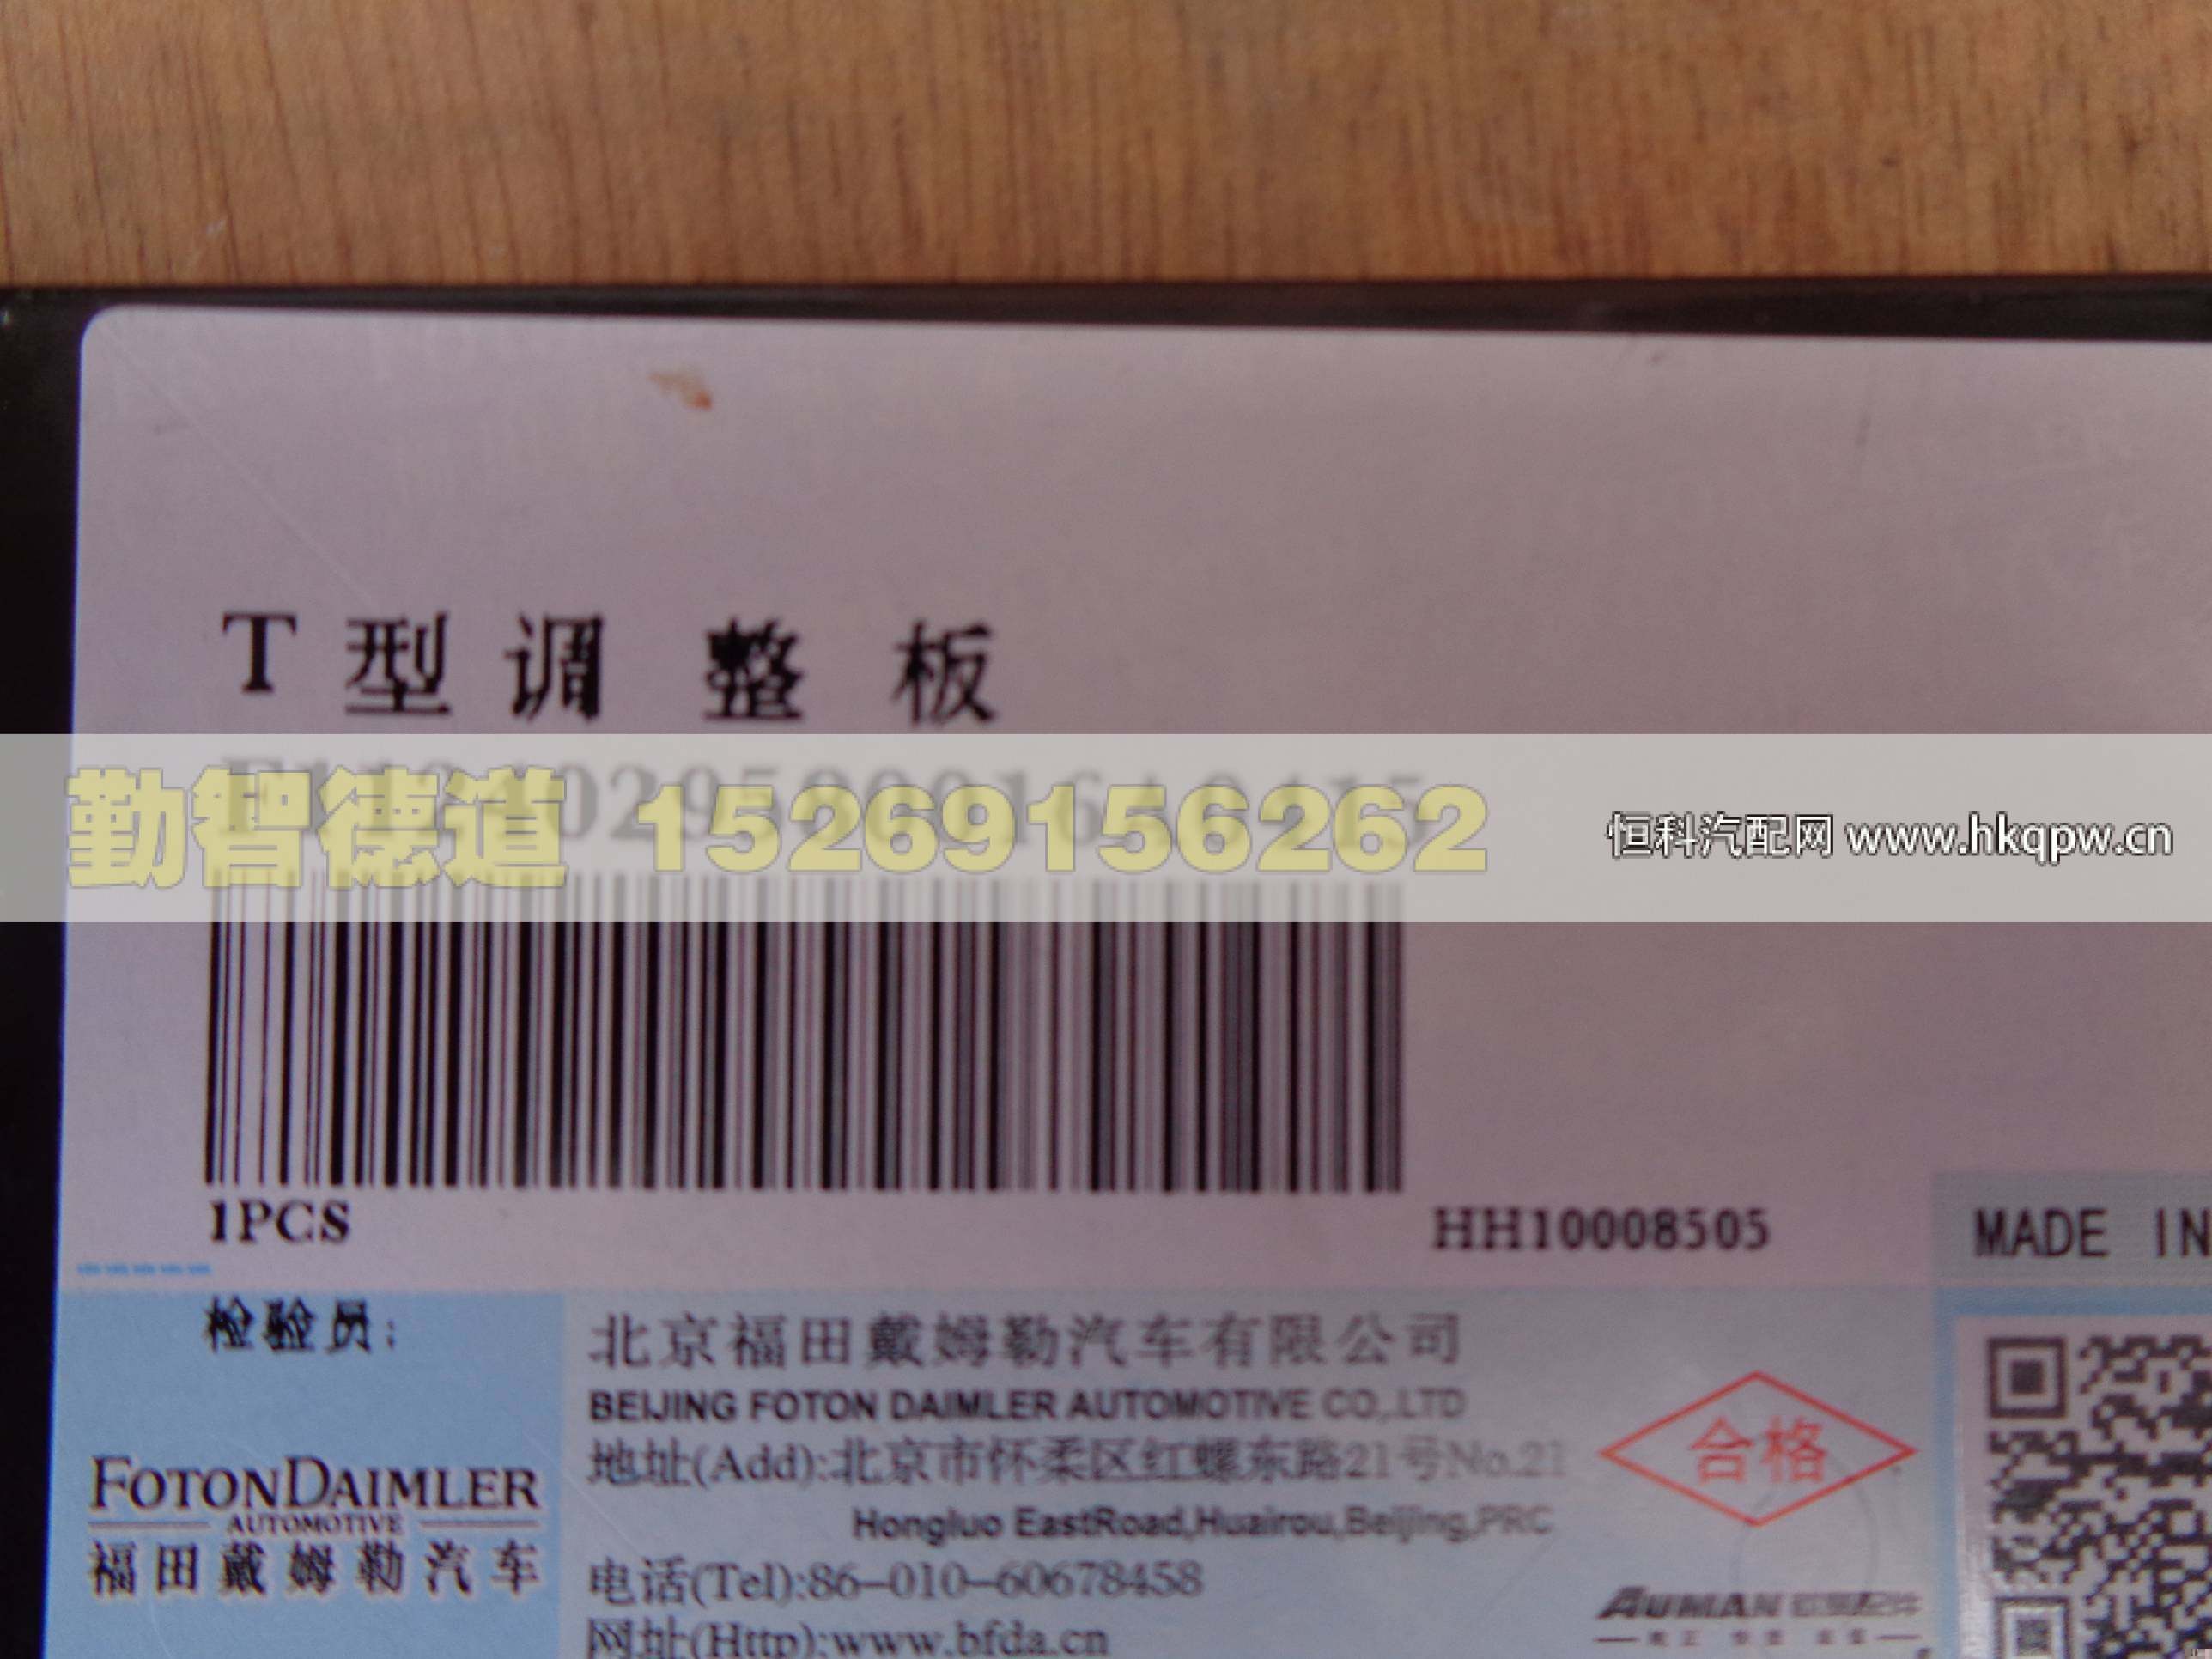 T型调整板
勤智德道 15269156262
恒科汽配网 www.hkqpw.cn
1PCS
HH10008505
MADE IN
检验员:
北京福田戴姆勒汽车有限公司
BEIJING FOTON DAIMLER AUTOMOTIVE CO,.LTD
地址(Add):北京市怀柔区红螺东路21号No.21
Hongluo EastRoad,Huairou,Beijing,PRC
电话(Tel):86-010-60678458
网址(Http):www.bfda.cn
FOTONDAIMLER
AUTOMOTIVE
福田戴姆勒汽车
合格
AUMAN